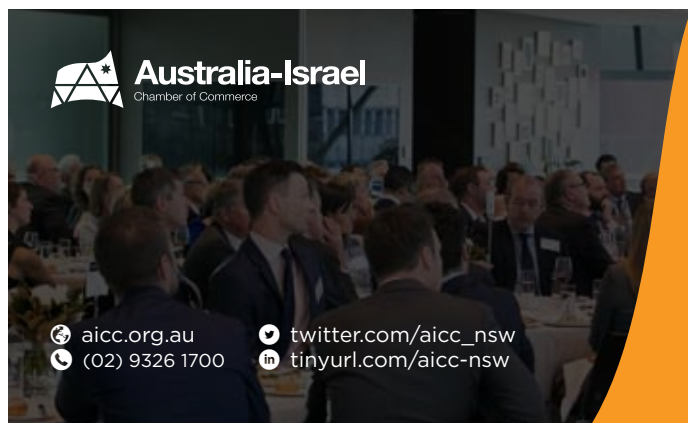 Australia-Israel
Chamber of Commerce
aicc.org.au
(02) 9326 1700
twitter.com/aicc_nsw
tinyurl.com/aicc-nsw